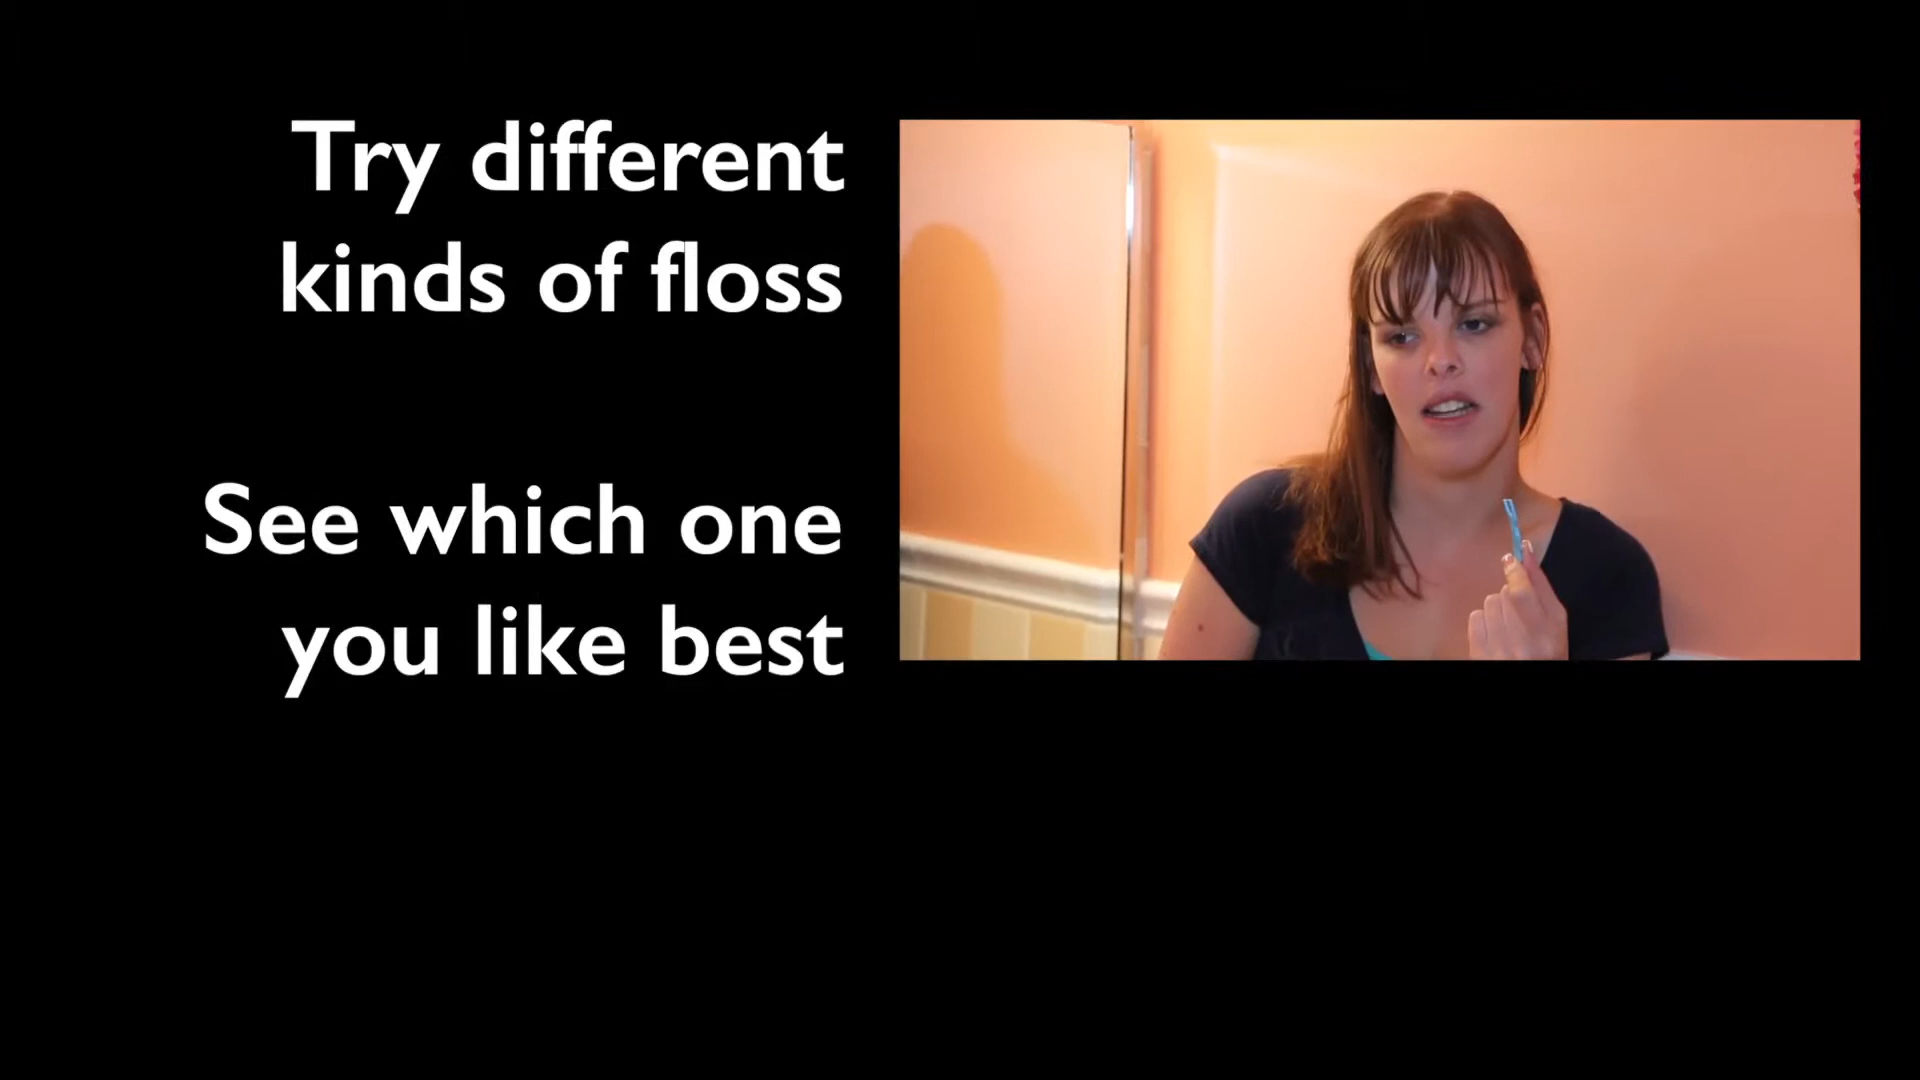 Try different
kinds of floss
See which one
you like best